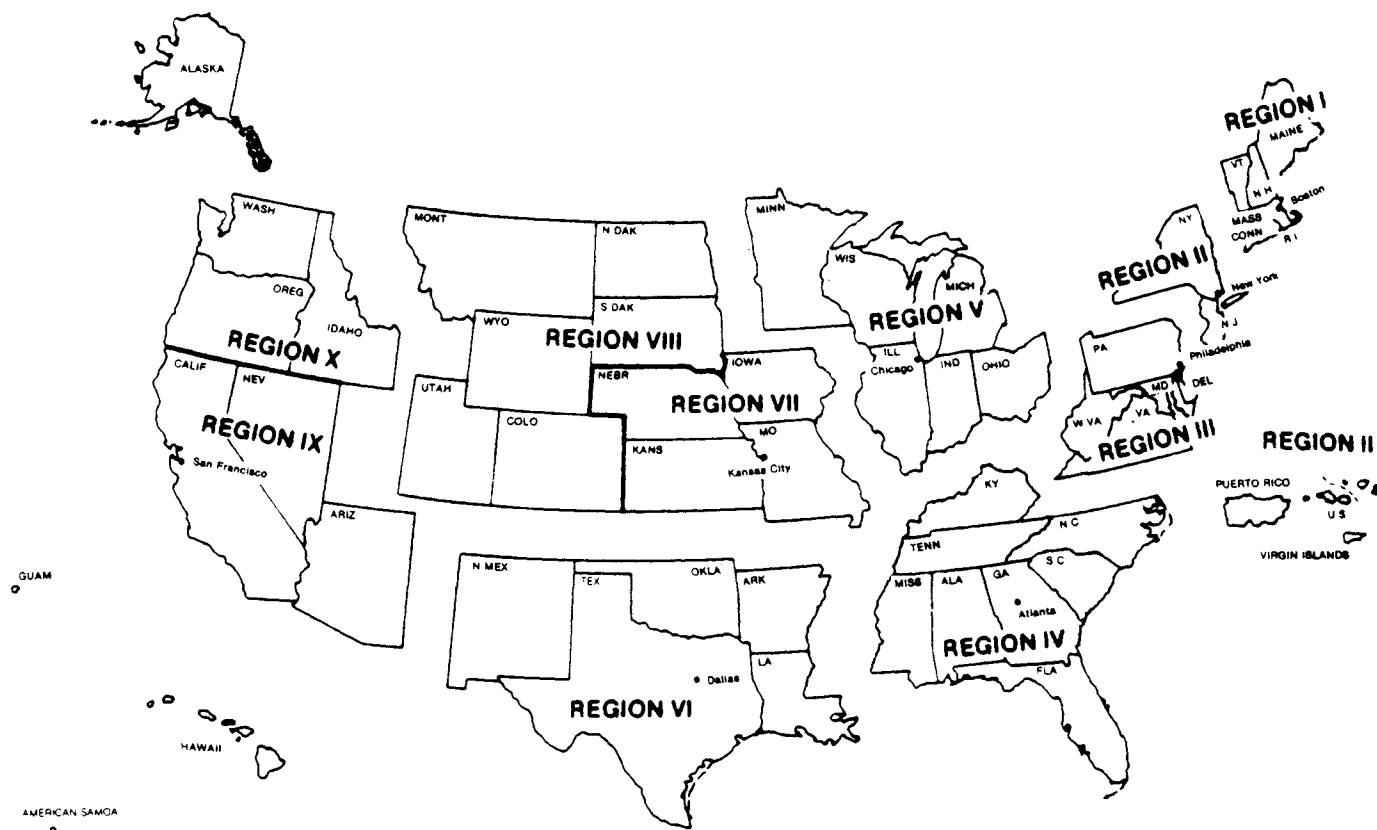 ALASKA
REGION I
MAINE
VT
N H
Boston
MASS
CONN
R I
WASH
MONT
N DAK
MINN
NY
REGION II
New York
N J
OREG
IDAHO
REGION X
WYO
S DAK
REGION VIII
WIS
MICH
REGION V
PA
Philadelphia
MD
DEL
CALIF
NEV
REGION IX
San Francisco
UTAH
COLO
NEBR
IOWA
REGION VII
KANS
MO
Kansas City
ILL
Chicago
IND
OHIO
W VA
VA
REGION III
REGION II
PUERTO RICO
U S
VIRGIN ISLANDS
ARIZ
KY
TENN
N C
S C
GUAM
N MEX
TEX
OKLA
ARK
MISS
ALA
GA
Atlanta
REGION IV
LA
FLA
Dallas
REGION VI
HAWAII
AMERICAN SAMOA